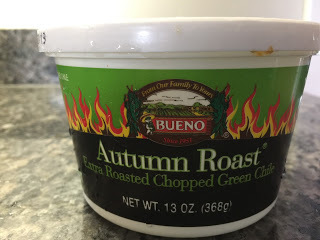 From Our Family To Yours
BUENO
Since 1951
Autumn Roast®
Extra Roasted Chopped Green Chile
NET WT. 13 OZ. (368g)